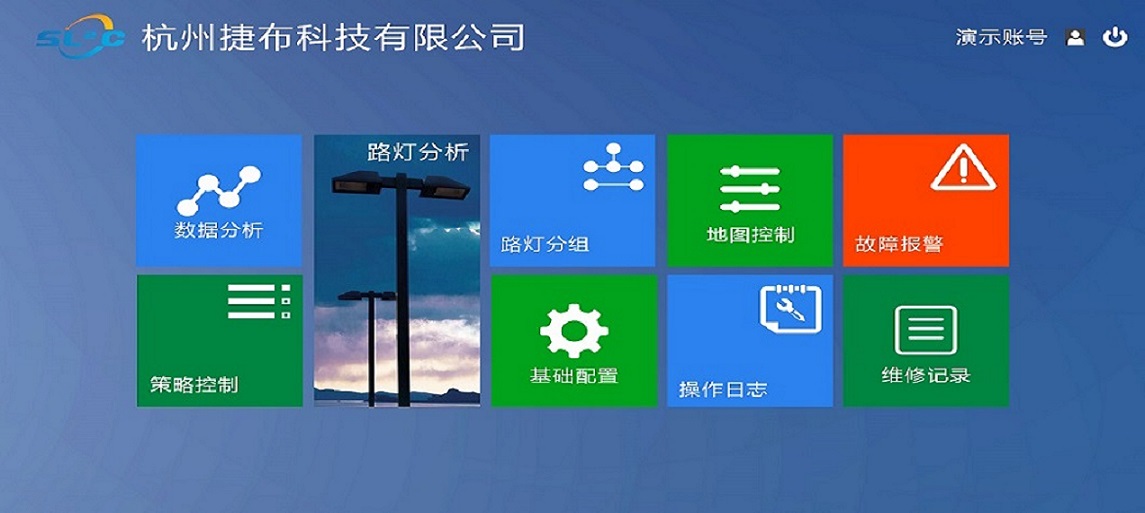 SLEC 杭州捷布科技有限公司
演示账号
数据分析
路灯分析
路灯分组
地图控制
故障报警
策略控制
基础配置
操作日志
维修记录